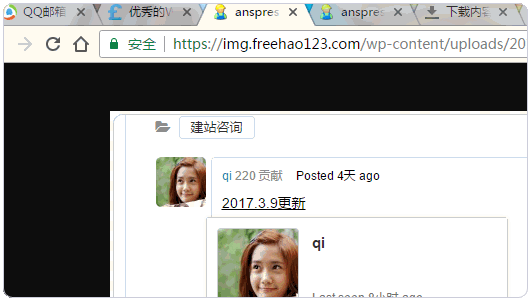 QQ邮箱 优秀的V anspres anspres 下载内容
安全 https://img.freehao123.com/wp-content/uploads/20
建站咨询
qi 220 贡献 Posted 4天 ago
2017.3.9更新
qi
Last seen 8小时 ago